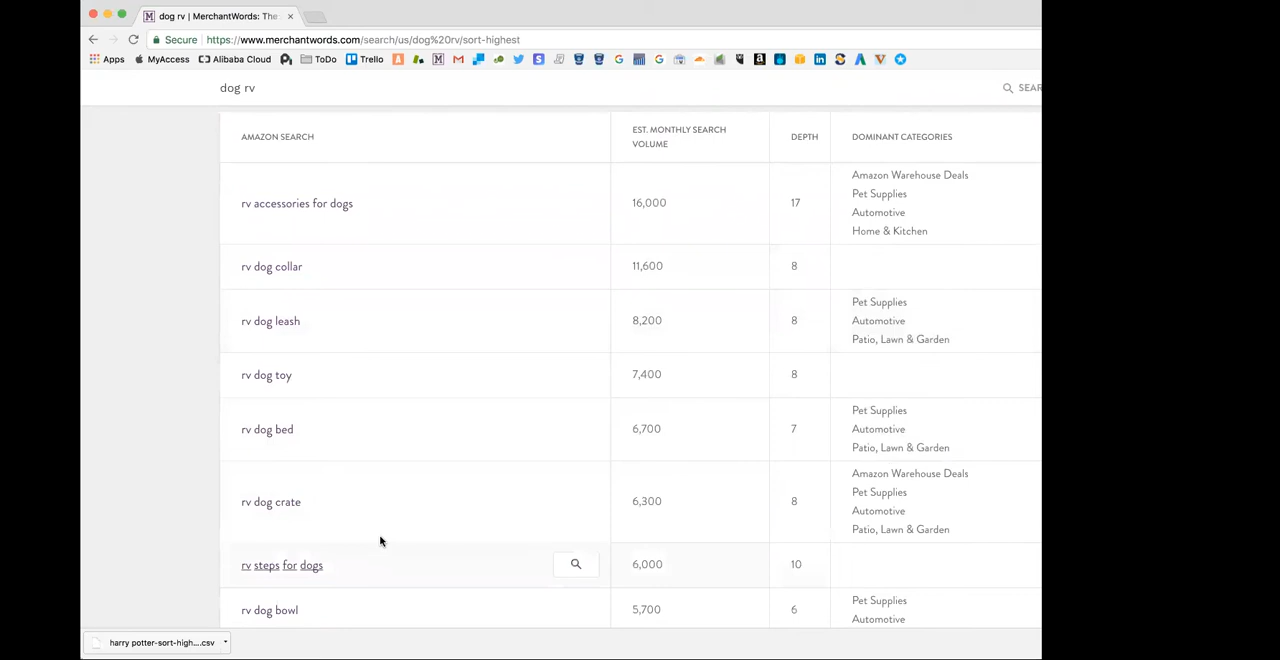 dog rv | MerchantWords: The
Secure https://www.merchantwords.com/search/us/dog%20rv/sort-highest
Apps MyAccess Alibaba Cloud ToDo Trello
dog rv
SEAR
AMAZON SEARCH
EST. MONTHLY SEARCH
VOLUME
DEPTH
DOMINANT CATEGORIES
rv accessories for dogs
16,000
17
Amazon Warehouse Deals
Pet Supplies
Automotive
Home & Kitchen
rv dog collar
11,600
8
rv dog leash
8,200
8
Pet Supplies
Automotive
Patio, Lawn & Garden
rv dog toy
7,400
8
rv dog bed
6,700
7
Pet Supplies
Automotive
Patio, Lawn & Garden
rv dog crate
6,300
8
Amazon Warehouse Deals
Pet Supplies
Automotive
Patio, Lawn & Garden
rv steps for dogs
6,000
10
rv dog bowl
5,700
6
Pet Supplies
Automotive
harry potter-sort-high....csv